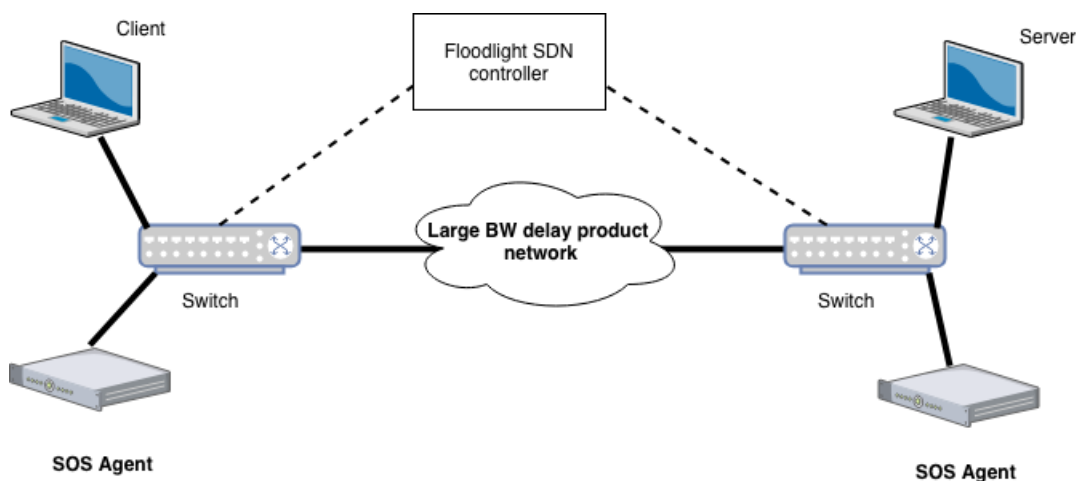 Client
Floodlight SDN
controller
Server
Large BW delay product
network
Switch
Switch
SOS Agent
SOS Agent